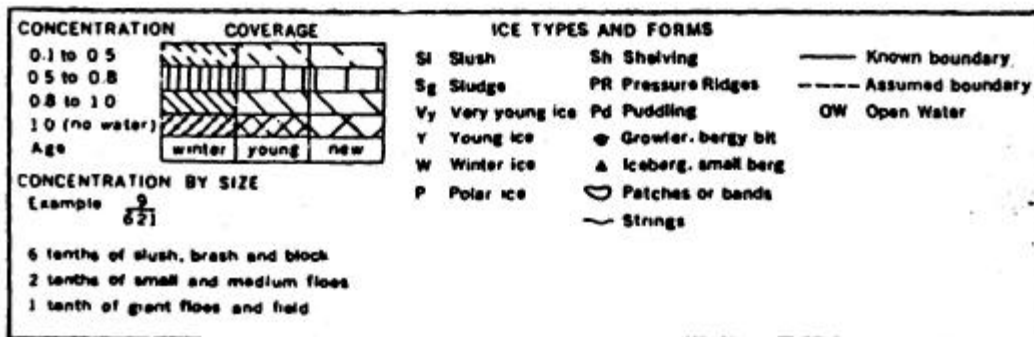 CONCENTRATION COVERAGE
0.1 to 0 5
0 5 to 0.8
0.8 to 1 0
1 0 (no water)
Age winter young new
CONCENTRATION BY SIZE
Example 9
621
6 tenths of slush, brash and block
2 tenths of small and medium floes
1 tenth of giant floes and field
ICE TYPES AND FORMS
Sl Slush
Sg Sludge
Vy Very young ice
Y Young ice
W Winter ice
P Polar ice
Sh Shelving
PR Pressure Ridges
Pd Puddling
Growler, bergy bit
Iceberg, small berg
Patches or bands
Strings
Known boundary
Assumed boundary
OW Open Water